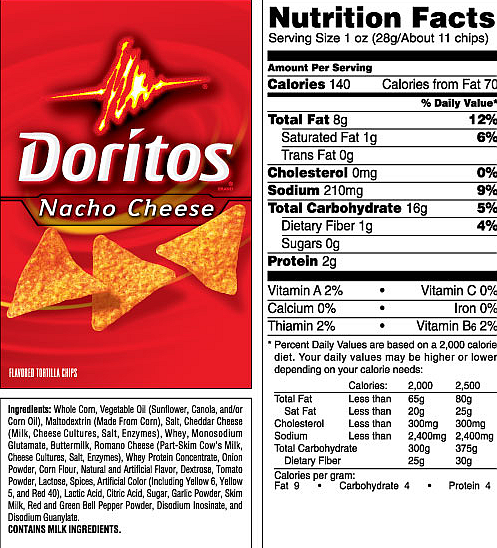 Doritos
BRAND
Nacho Cheese
FLAVORED TORTILLA CHIPS
Ingredients: Whole Corn, Vegetable Oil (Sunflower, Canola, and/or
Corn Oil), Maltodextrin (Made From Corn), Salt, Cheddar Cheese
(Milk, Cheese Cultures, Salt, Enzymes), Whey, Monosodium
Glutamate, Buttermilk, Romano Cheese (Part-Skim Cow's Milk,
Cheese Cultures, Salt, Enzymes), Whey Protein Concentrate, Onion
Powder, Corn Flour, Natural and Artificial Flavor, Dextrose, Tomato
Powder, Lactose, Spices, Artificial Color (Including Yellow 6, Yellow
5, and Red 40), Lactic Acid, Citric Acid, Sugar, Garlic Powder, Skim
Milk, Red and Green Bell Pepper Powder, Disodium Inosinate, and
Disodium Guanylate.
CONTAINS MILK INGREDIENTS.
Nutrition Facts
Serving Size 1 oz (28g/About 11 chips)
Amount Per Serving
Calories 140 Calories from Fat 70
% Daily Value*
Total Fat 8g 12%
Saturated Fat 1g 6%
Trans Fat 0g
Cholesterol 0mg 0%
Sodium 210mg 9%
Total Carbohydrate 16g 5%
Dietary Fiber 1g 4%
Sugars 0g
Protein 2g
Vitamin A 2% • Vitamin C 0%
Calcium 0% • Iron 0%
Thiamin 2% • Vitamin B6 2%
* Percent Daily Values are based on a 2,000 calorie
diet. Your daily values may be higher or lower
depending on your calorie needs:
Calories: 2,000 2,500
Total Fat Less than 65g 80g
Sat Fat Less than 20g 25g
Cholesterol Less than 300mg 300mg
Sodium Less than 2,400mg 2,400mg
Total Carbohydrate 300g 375g
Dietary Fiber 25g 30g
Calories per gram:
Fat 9 • Carbohydrate 4 • Protein 4